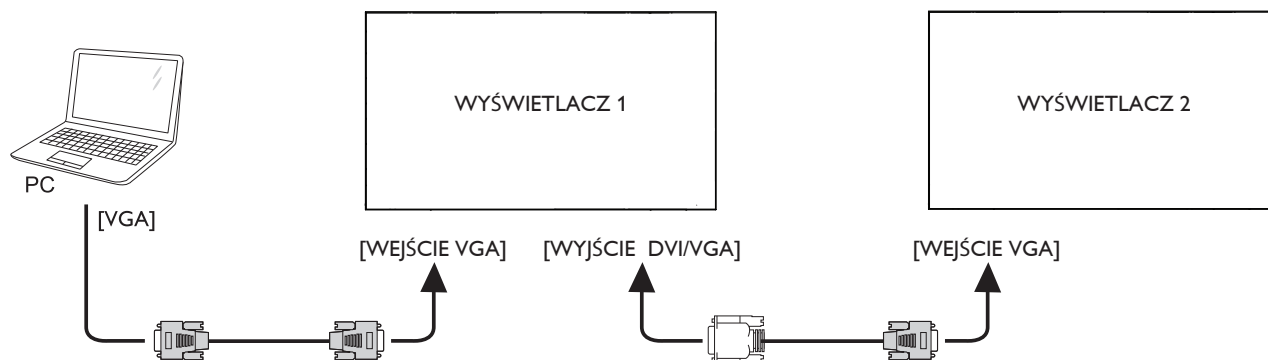 WYŚWIETLACZ 1
WYŚWIETLACZ 2
PC
[VGA]
[WEJŚCIE VGA]
[WYJŚCIE DVI/VGA]
[WEJŚCIE VGA]